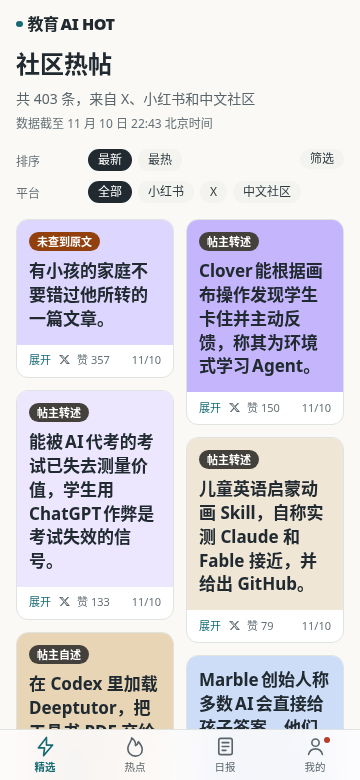 教育 AI HOT
社区热帖
共 403 条，来自 X、小红书和中文社区
数据截至 11 月 10 日 22:43 北京时间
排序 最新 最热 筛选
平台 全部 小红书 X 中文社区
未查到原文
有小孩的家庭不
要错过他所转的
一篇文章。
展开 赞 357 11/10
帖主转述
Clover 能根据画
布操作发现学生
卡住并主动反
馈，称其为环境
式学习 Agent。
展开 赞 150 11/10
帖主转述
能被 AI 代考的考
试已失去测量价
值，学生用
ChatGPT 作弊是
考试失效的信
号。
展开 赞 133 11/10
帖主转述
儿童英语启蒙动
画 Skill，自称实
测 Claude 和
Fable 接近，并
给出 GitHub。
展开 赞 79 11/10
帖主自述
在 Codex 里加载
Deeptutor，把
Marble 创始人称
多数 AI 会直接给
精选 热点 日报 我的